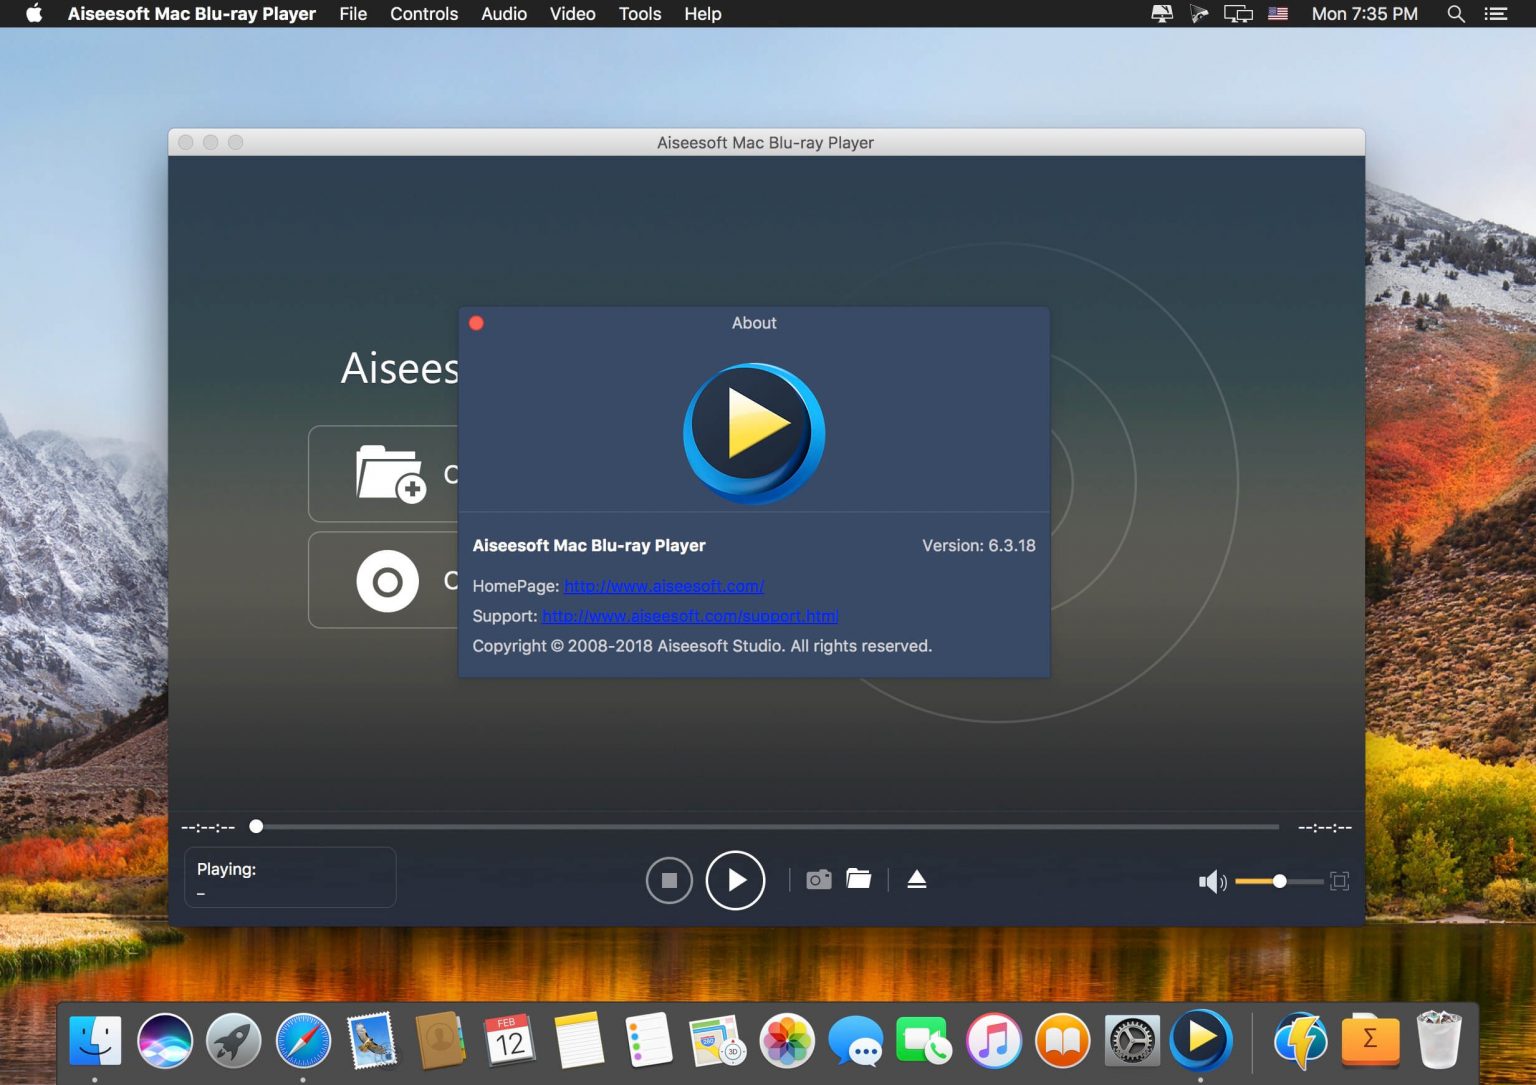 Aiseesoft Mac Blu-ray Player File Controls Audio Video Tools Help Mon 7:35 PM
Aiseesoft Mac Blu-ray Player
About
Aisees
Aiseesoft Mac Blu-ray Player Version: 6.3.18
HomePage: http://www.aiseesoft.com/
Support: http://www.aiseesoft.com/support.html
Copyright © 2008-2018 Aiseesoft Studio. All rights reserved.
--:--:-- --:--:--
Playing:
–
FEB
12
280
3D
Σ